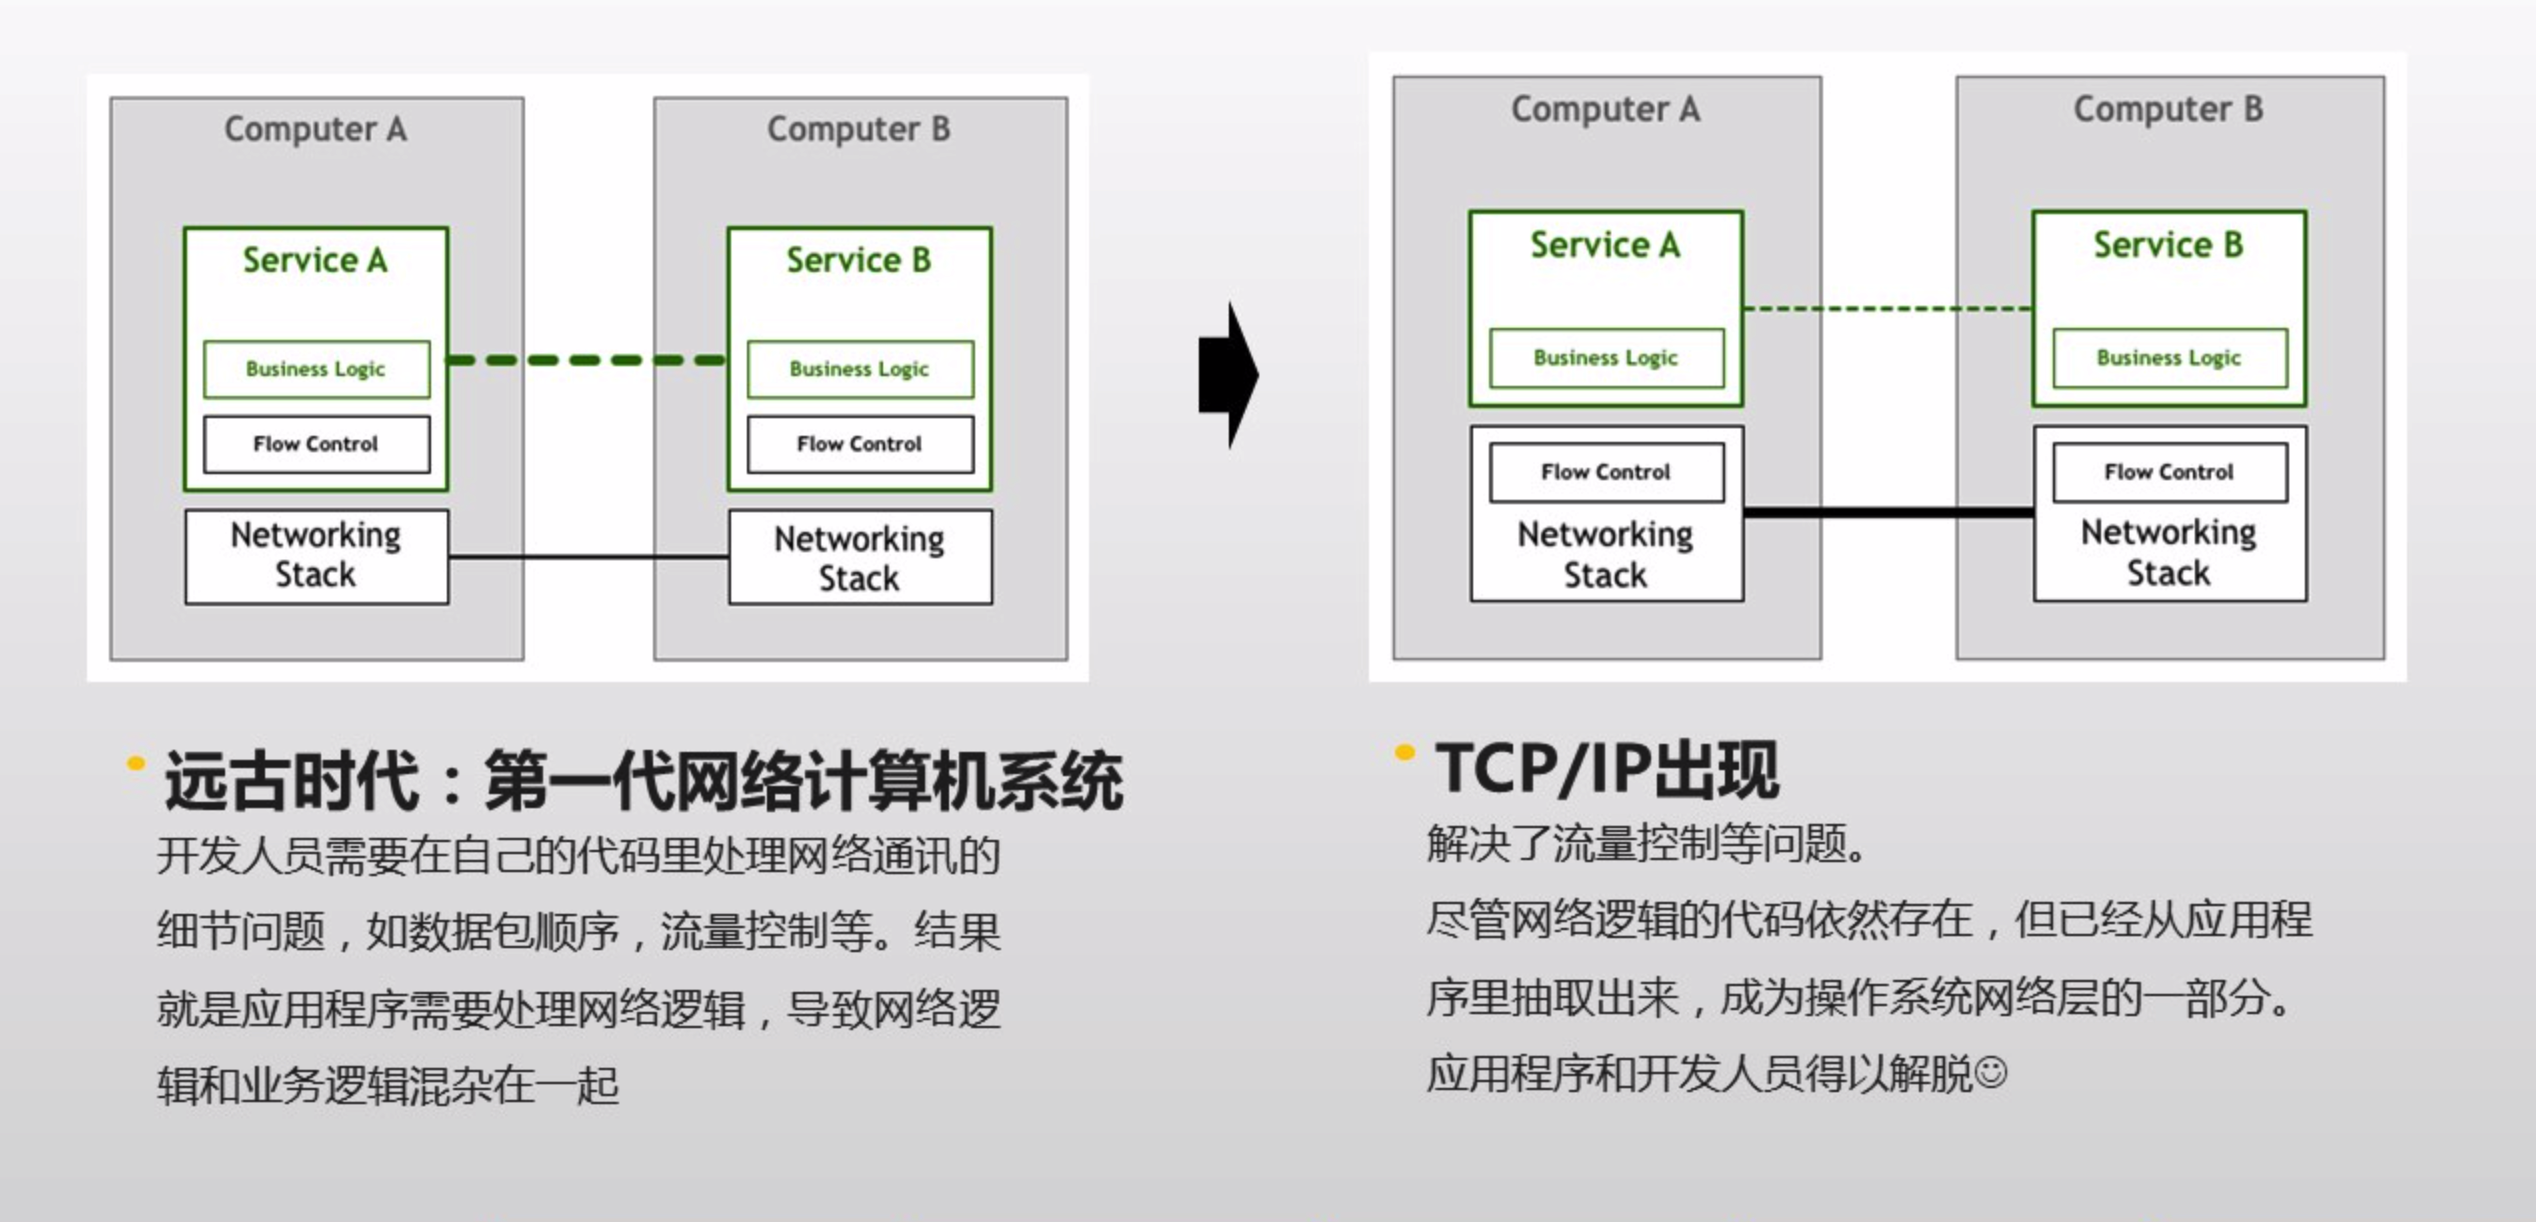 Computer A
Computer B
Service A
Service B
Business Logic
Business Logic
Flow Control
Flow Control
Networking
Stack
Networking
Stack
Computer A
Computer B
Service A
Service B
Business Logic
Business Logic
Flow Control
Flow Control
Networking
Stack
Networking
Stack
远古时代：第一代网络计算机系统
开发人员需要在自己的代码里处理网络通讯的
细节问题，如数据包顺序，流量控制等。结果
就是应用程序需要处理网络逻辑，导致网络逻
辑和业务逻辑混杂在一起
TCP/IP出现
解决了流量控制等问题。
尽管网络逻辑的代码依然存在，但已经从应用程
序里抽取出来，成为操作系统网络层的一部分。
应用程序和开发人员得以解脱☺